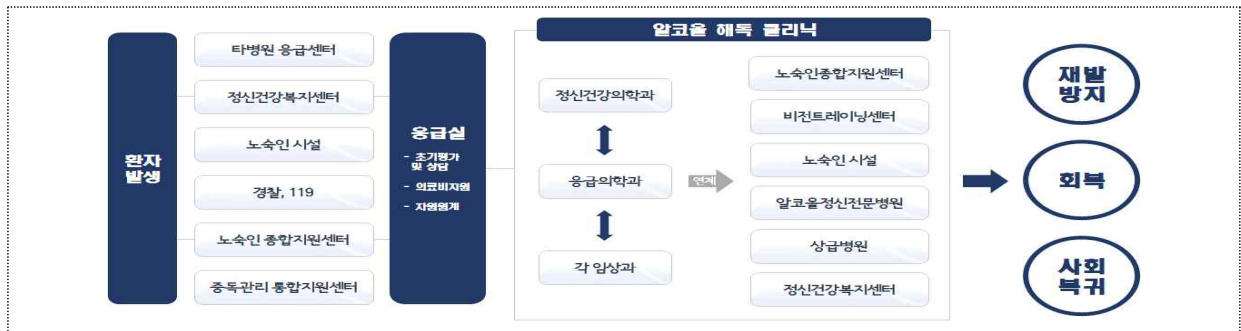 환자
발생
타병원 응급센터
정신건강복지센터
노숙인 시설
경찰, 119
노숙인 종합지원센터
중독관리 통합지원센터
응급실
- 초기평가
및 상담
- 의료비지원
- 자원연계
알코올 해독 클리닉
정신건강의학과
응급의학과
각 임상과
연계
노숙인종합지원센터
비전트레이닝센터
노숙인 시설
알코올정신전문병원
상급병원
정신건강복지센터
재발
방지
회복
사회
복귀